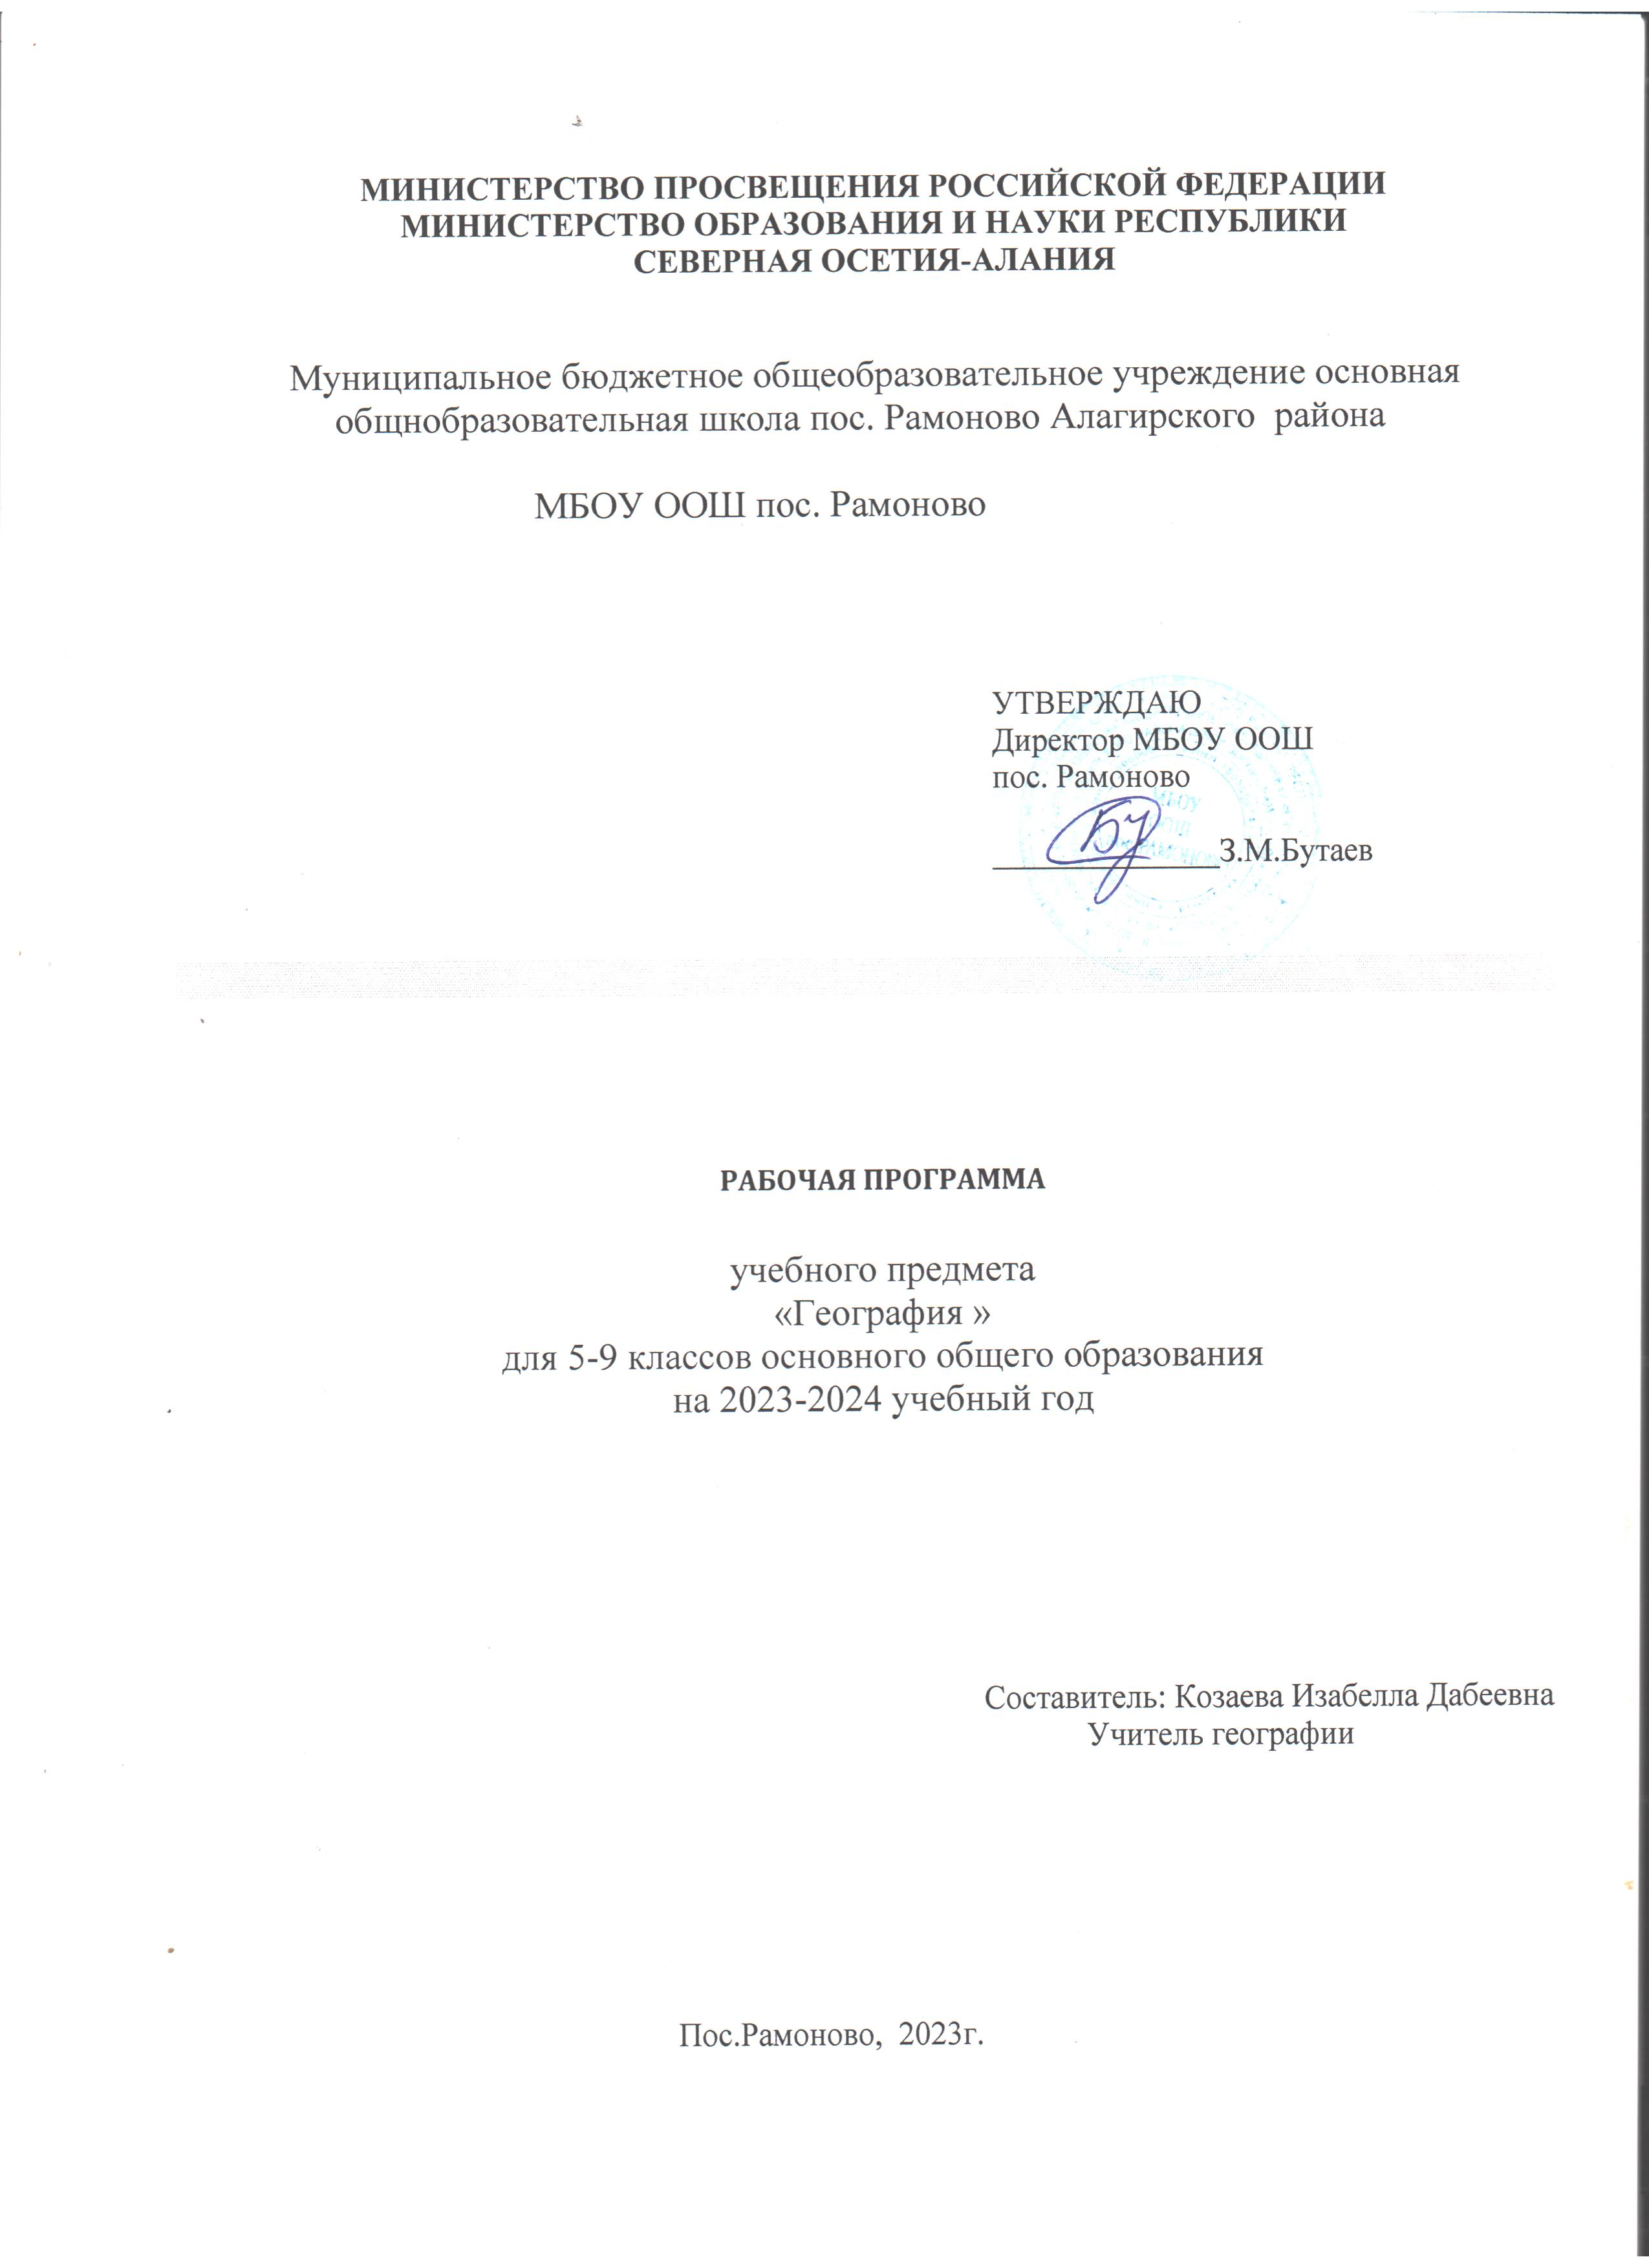 МИНИСТЕРСТВО ПРОСВЕЩЕНИЯ РОССИЙСКОЙ ФЕДЕРАЦИИ
МИНИСТЕРСТВО ОБРАЗОВАНИЯ И НАУКИ РЕСПУБЛИКИ
СЕВЕРНАЯ ОСЕТИЯ-АЛАНИЯ
Муниципальное бюджетное общеобразовательное учреждение основная
общнобразовательная школа пос. Рамоново Алагирского района
МБОУ ООШ пос. Рамоново
УТВЕРЖДАЮ
Директор МБОУ ООШ
пос. Рамоново
З.М.Бутаев
РАБОЧАЯ ПРОГРАММА
учебного предмета
«География »
для 5-9 классов основного общего образования
на 2023-2024 учебный год
Составитель: Козаева Изабелла Дабеевна
Учитель географии
Пос.Рамоново, 2023г.